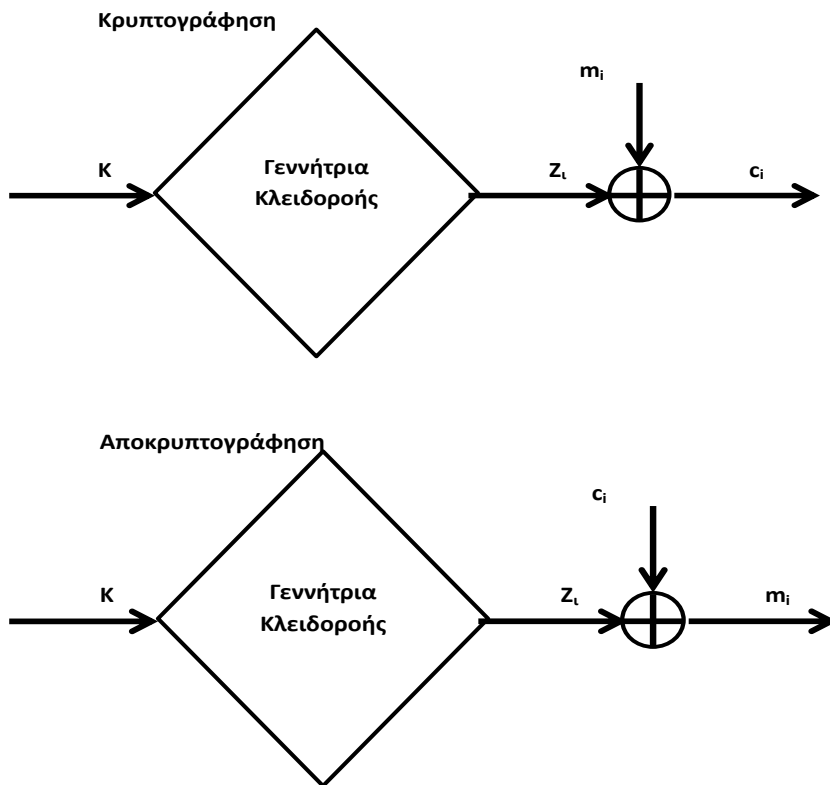 Κρυπτογράφηση
mᵢ
K
Γεννήτρια
Κλειδοροής
Zι
cᵢ
Αποκρυπτογράφηση
cᵢ
K
Γεννήτρια
Κλειδοροής
Zι
mᵢ